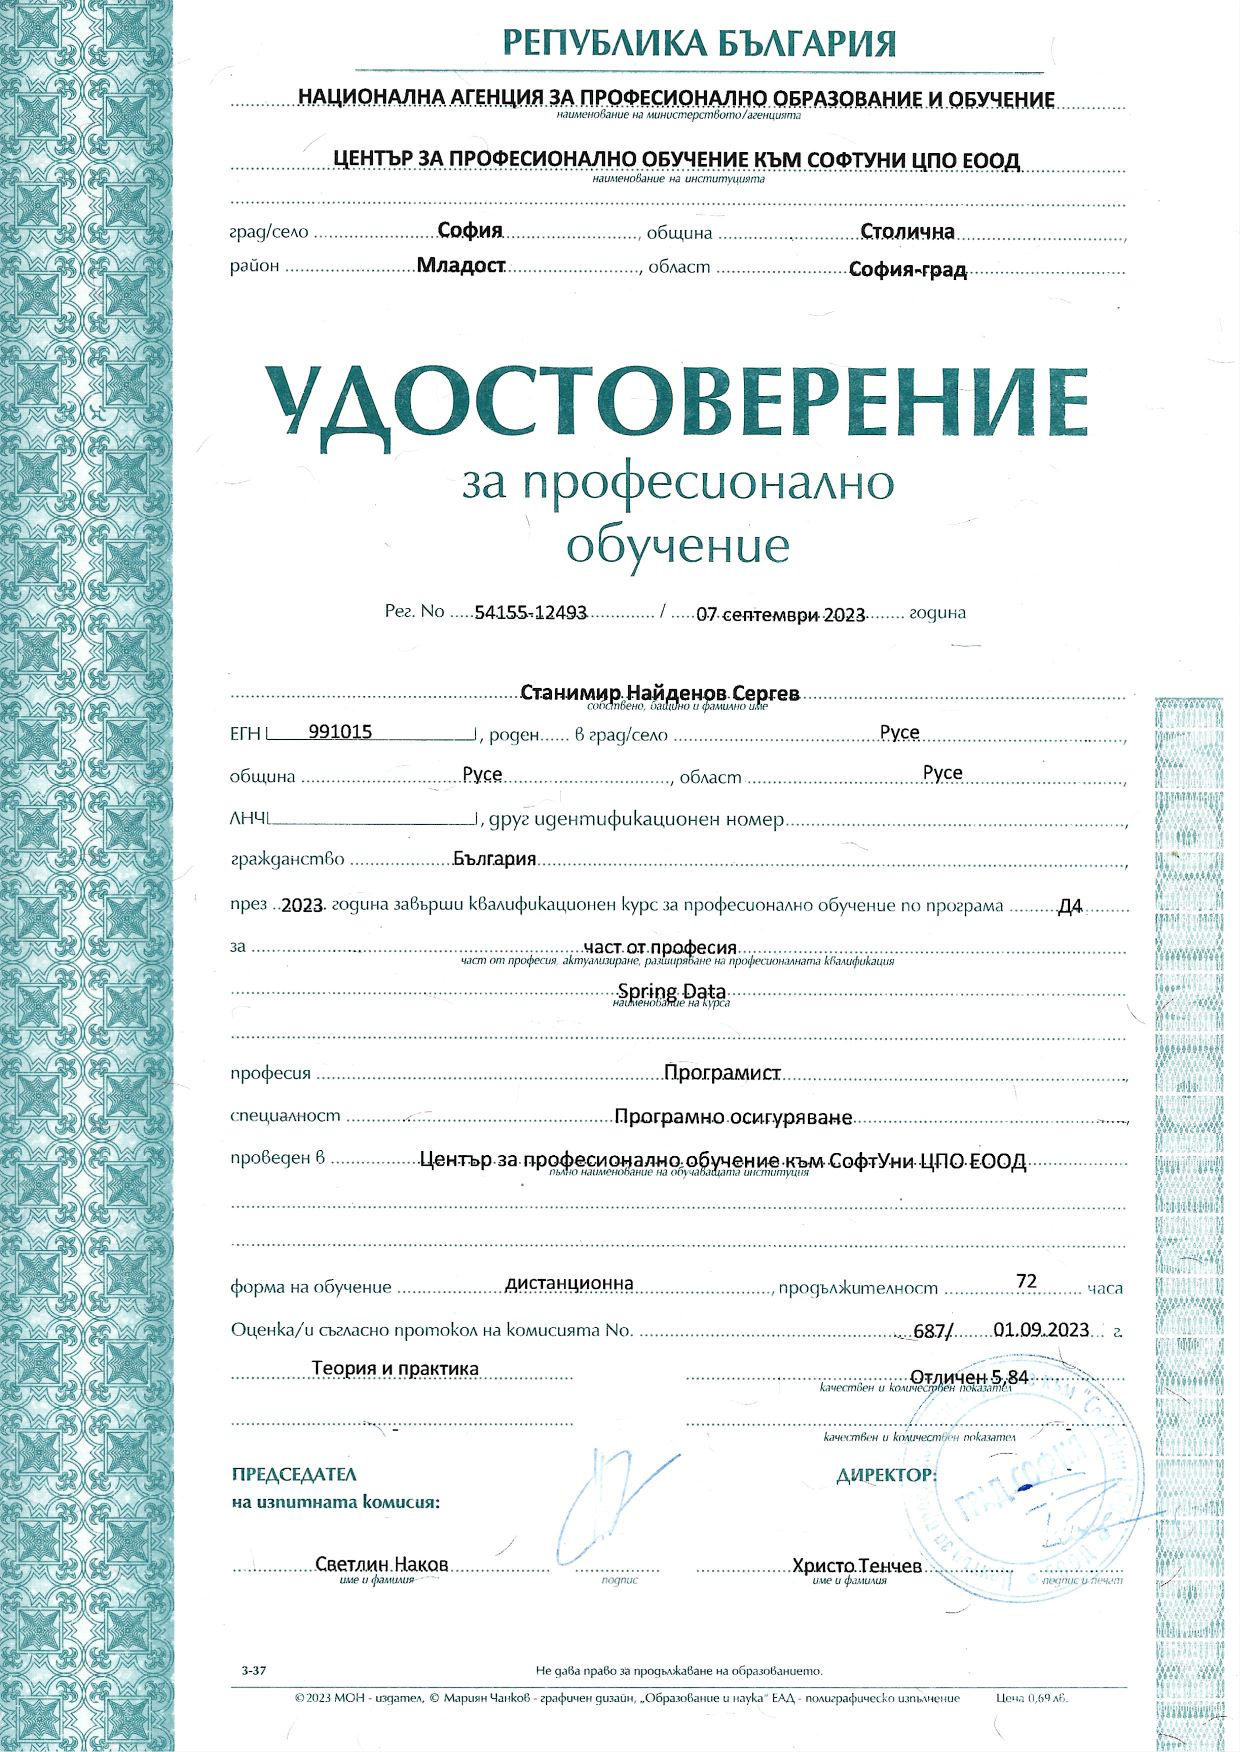 РЕПУБЛИКА БЪЛГАРИЯ
НАЦИОНАЛНА АГЕНЦИЯ ЗА ПРОФЕСИОНАЛНО ОБРАЗОВАНИЕ И ОБУЧЕНИЕ
наименование на министерството/агенцията
ЦЕНТЪР ЗА ПРОФЕСИОНАЛНО ОБУЧЕНИЕ КЪМ СОФТУНИ ЦПО ЕООД
наименование на институцията
град/село София, община Столична,
район Младост, област София-град
УДОСТОВЕРЕНИЕ
за професионално
обучение
Рег. No 54155-12493 / 07 септември 2023 година
Станимир Найденов Сергев
собствено, бащино и фамилно име
ЕГН 991015, роден...... в град/село Русе,
община Русе, област Русе,
ЛНЧ, друг идентификационен номер,
гражданство България,
през 2023 година завърши квалификационен курс за професионално обучение по програма Д4
за част от професия
част от професия, актуализиране, разширяване на професионалната квалификация
Spring Data
наименование на курса
професия Програмист,
специалност Програмно осигуряване,
проведен в Център за професионално обучение към СофтУни ЦПО ЕООД
пълно наименование на обучаващата институция
форма на обучение дистанционна, продължителност 72 часа
Оценка/и съгласно протокол на комисията No. 687/ 01.09.2023 г.
Теория и практика Отличен 5,84
качествен и количествен показател
- -
качествен и количествен показател
ПРЕДСЕДАТЕЛ ДИРЕКТОР:
на изпитната комисия:
ГРАД СОФИЯ
Светлин Наков Христо Тенчев
име и фамилия подпис име и фамилия подпис и печат
3-37 Не дава право за продължаване на образованието.
© 2023 МОН - издател, © Мариян Чанков - графичен дизайн, „Образование и наука“ ЕАД - полиграфическо изпълнение Цена 0,69 лв.